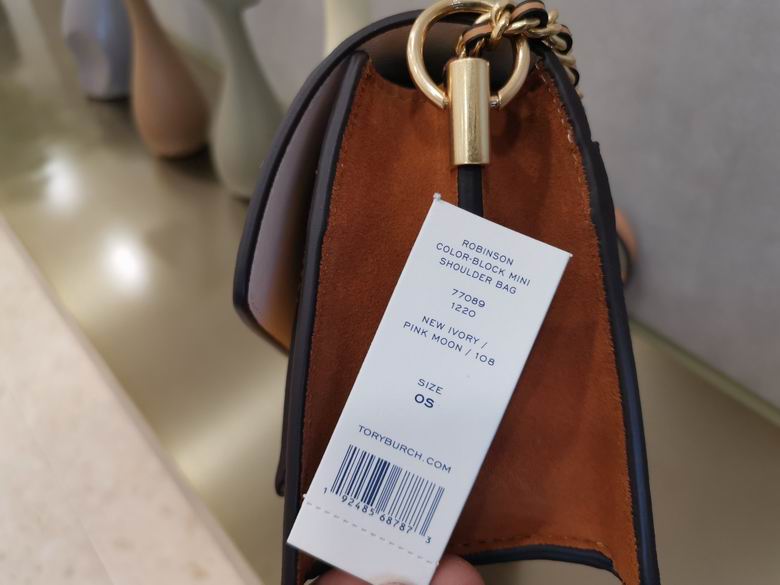 ROBINSON
COLOR-BLOCK MINI
SHOULDER BAG
77089
1220
NEW IVORY /
PINK MOON / 108
SIZE
OS
TORYBURCH.COM
1 92485 68787 3